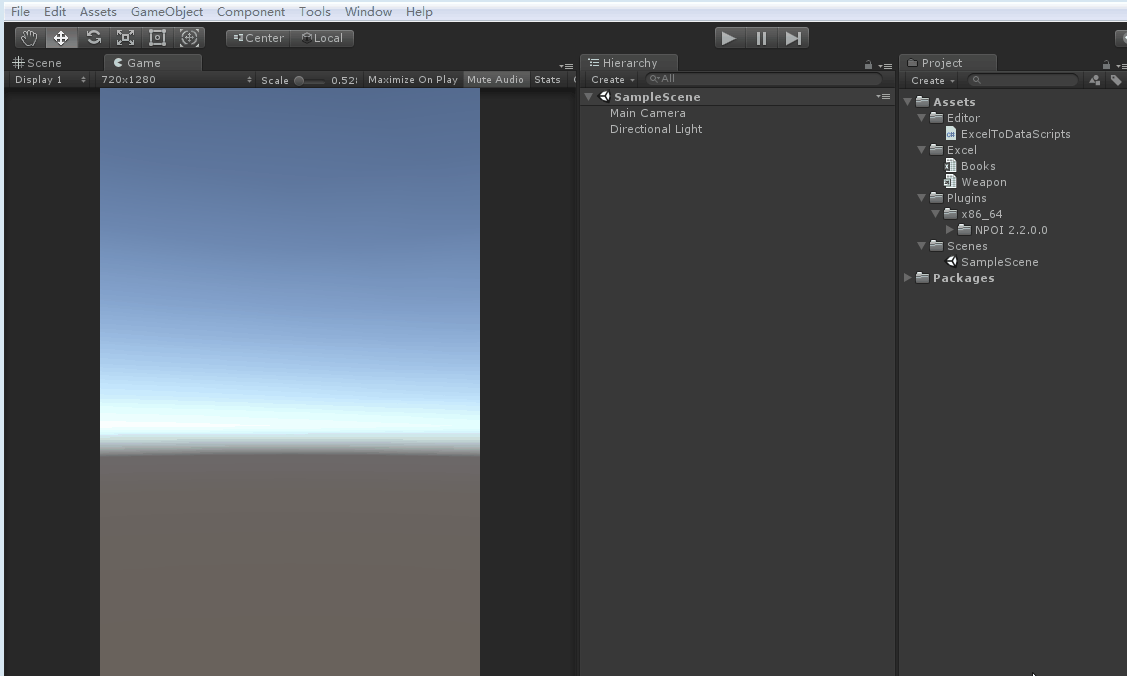 File Edit Assets GameObject Component Tools Window Help
Center Local
Scene Game
Display 1 720x1280 Scale 0.52 Maximize On Play Mute Audio Stats
Hierarchy
Create All
SampleScene
Main Camera
Directional Light
Project
Create
Assets
Editor
ExcelToDataScripts
Excel
Books
Weapon
Plugins
x86_64
NPOI 2.2.0.0
Scenes
SampleScene
Packages